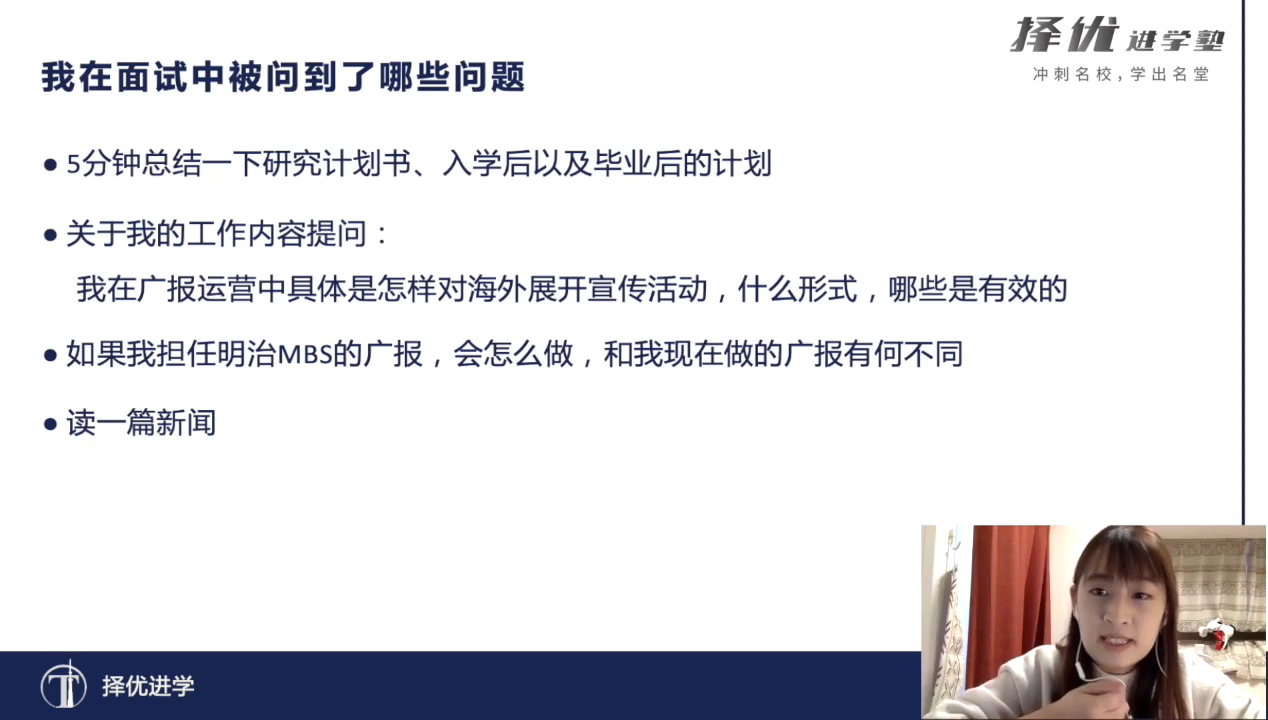 择优进学塾
冲刺名校，学出名堂
我在面试中被问到了哪些问题
● 5分钟总结一下研究计划书、入学后以及毕业后的计划
● 关于我的工作内容提问：
我在广报运营中具体是怎样对海外展开宣传活动，什么形式，哪些是有效的
● 如果我担任明治MBS的广报，会怎么做，和我现在做的广报有何不同
● 读一篇新闻
择优进学